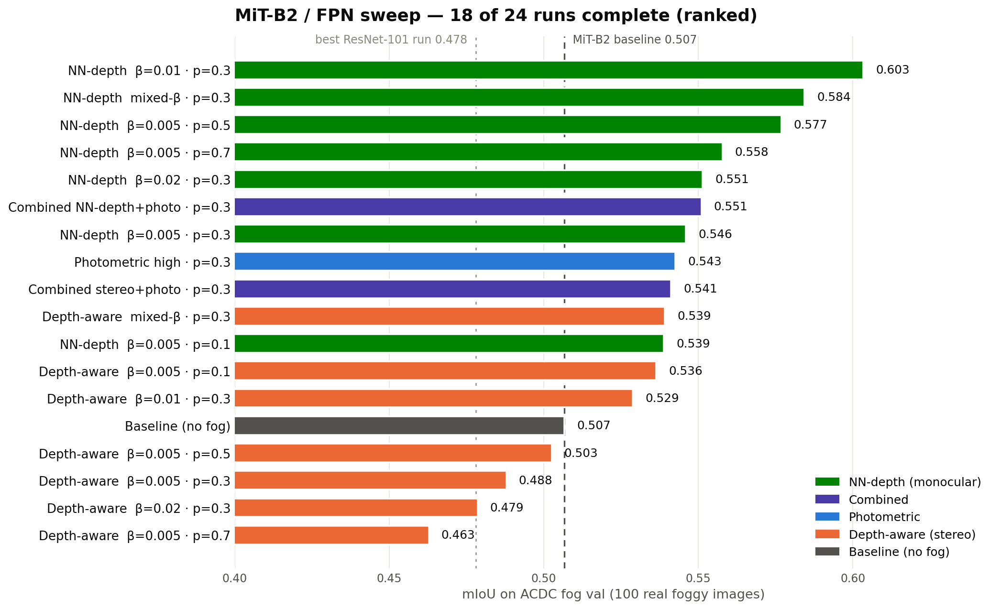 MiT-B2 / FPN sweep — 18 of 24 runs complete (ranked)
best ResNet-101 run 0.478
MiT-B2 baseline 0.507
NN-depth  β=0.01 · p=0.3 0.603
NN-depth  mixed-β · p=0.3 0.584
NN-depth  β=0.005 · p=0.5 0.577
NN-depth  β=0.005 · p=0.7 0.558
NN-depth  β=0.02 · p=0.3 0.551
Combined NN-depth+photo · p=0.3 0.551
NN-depth  β=0.005 · p=0.3 0.546
Photometric high · p=0.3 0.543
Combined stereo+photo · p=0.3 0.541
Depth-aware  mixed-β · p=0.3 0.539
NN-depth  β=0.005 · p=0.1 0.539
Depth-aware  β=0.005 · p=0.1 0.536
Depth-aware  β=0.01 · p=0.3 0.529
Baseline (no fog) 0.507
Depth-aware  β=0.005 · p=0.5 0.503
Depth-aware  β=0.005 · p=0.3 0.488
Depth-aware  β=0.02 · p=0.3 0.479
Depth-aware  β=0.005 · p=0.7 0.463
NN-depth (monocular)
Combined
Photometric
Depth-aware (stereo)
Baseline (no fog)
0.40 0.45 0.50 0.55 0.60
mIoU on ACDC fog val (100 real foggy images)